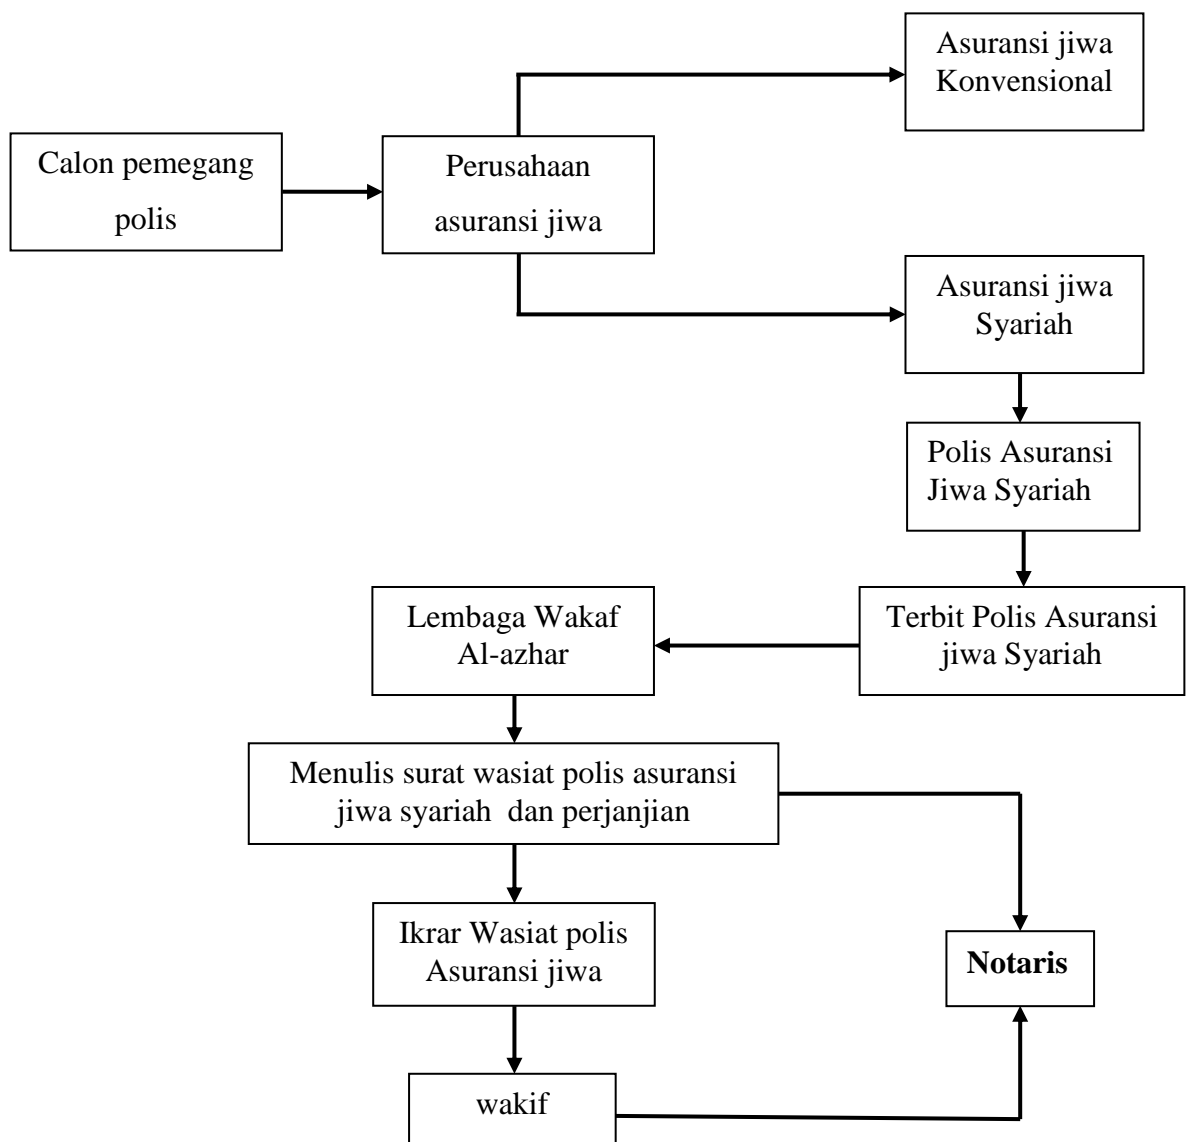 Asuransi jiwa
Konvensional
Calon pemegang
polis
Perusahaan
asuransi jiwa
Asuransi jiwa
Syariah
Polis Asuransi
Jiwa Syariah
Terbit Polis Asuransi
jiwa Syariah
Lembaga Wakaf
Al-azhar
Menulis surat wasiat polis asuransi
jiwa syariah dan perjanjian
Ikrar Wasiat polis
Asuransi jiwa
Notaris
wakif